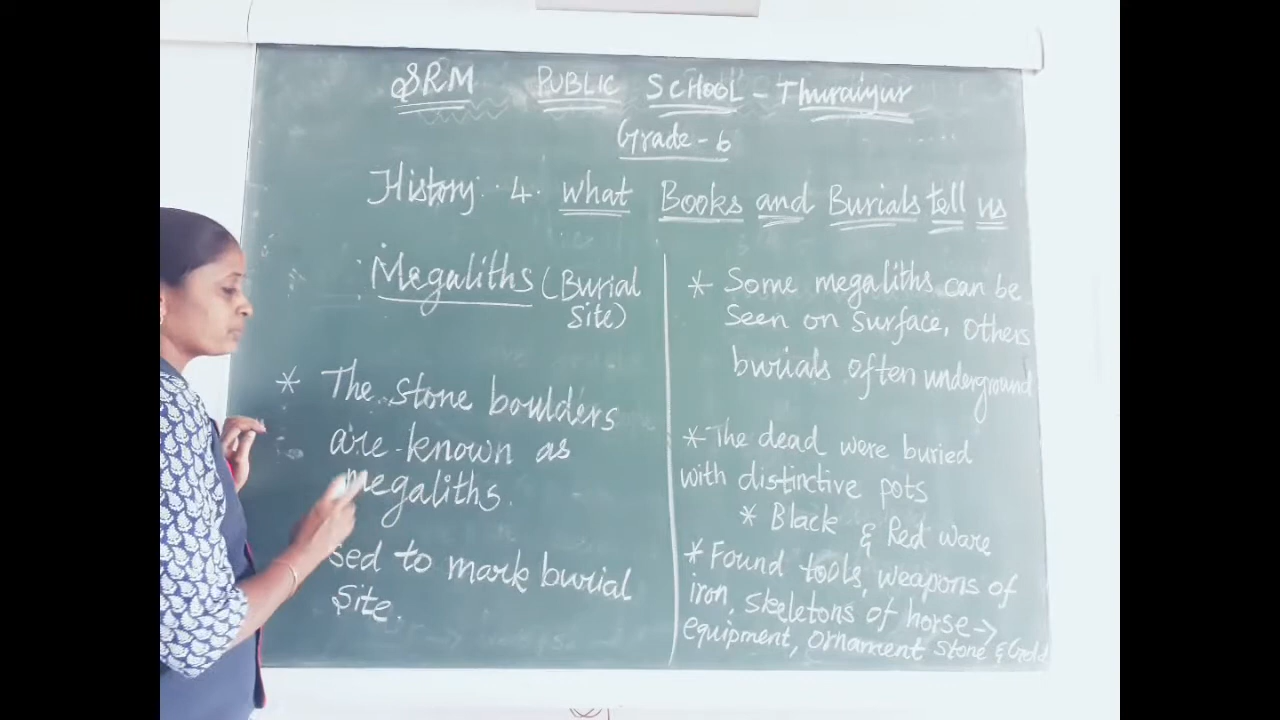 SRM PUBLIC SCHOOL - Thuraiyur
Grade - 6
History. 4. What Books and Burials tell us
Megaliths (Burial
Site)
* The stone boulders
are known as
megaliths.
sed to mark burial
Site.
* Some megaliths can be
Seen on Surface, Others
burials often underground
* The dead were buried
with distinctive pots
* Black & Red Ware
* Found tools, weapons of
iron, Skeletons of horse →
equipment, Ornament Stone & Gold